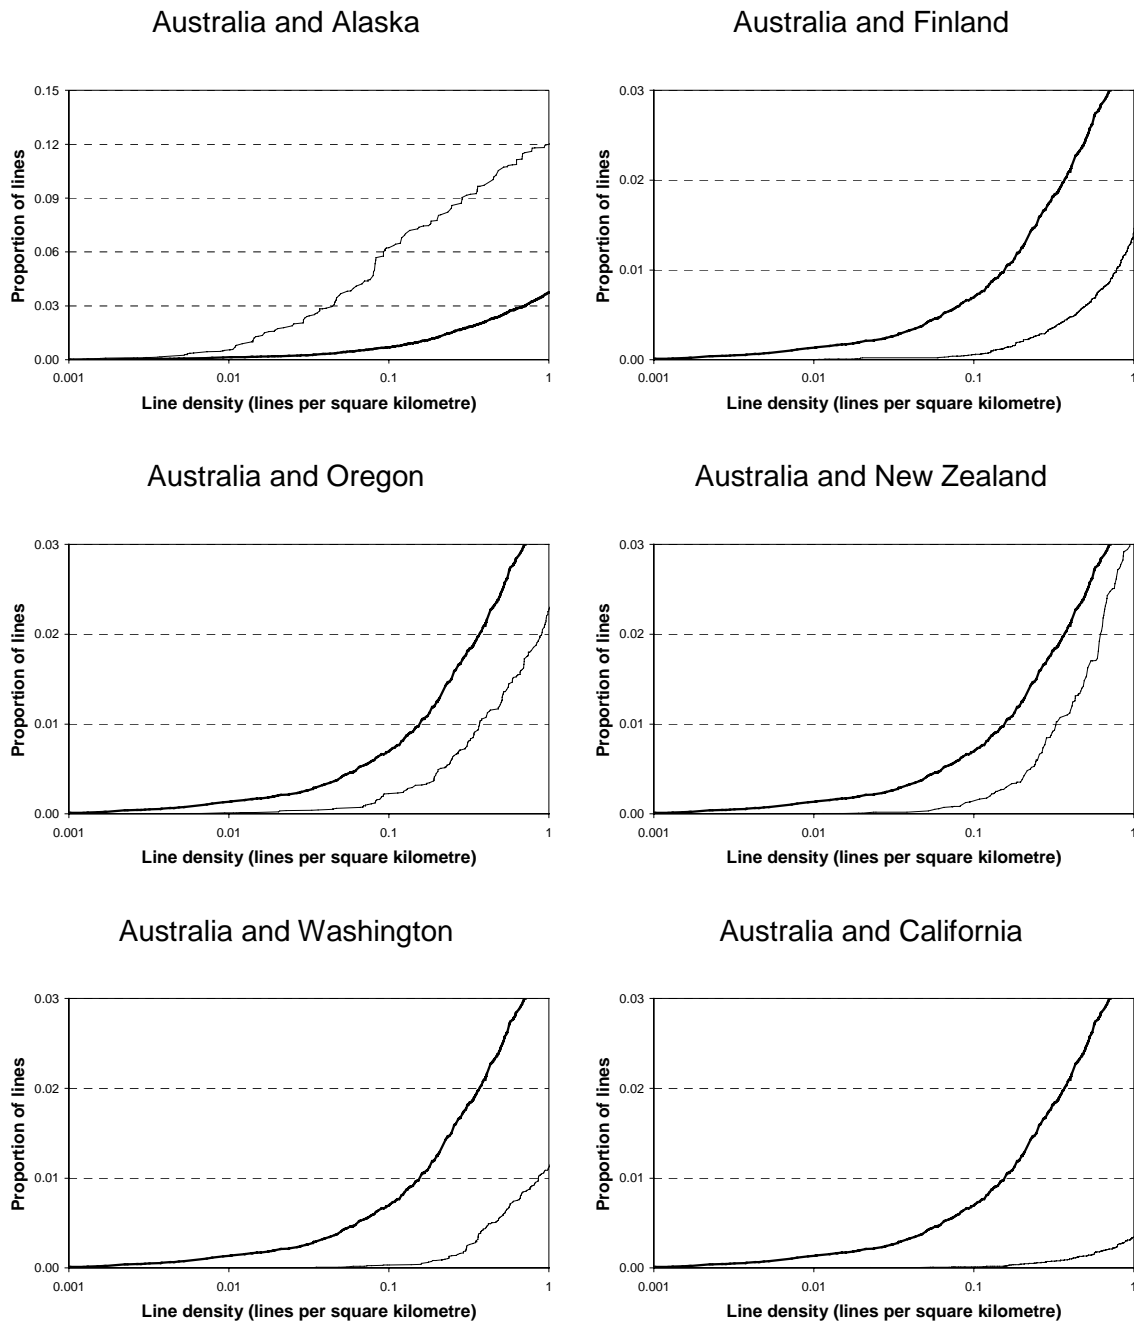 Australia and Alaska
0.15
0.12
0.09
0.06
0.03
0.00
Proportion of lines
0.001 0.01 0.1 1
Line density (lines per square kilometre)
Australia and Finland
0.03
0.02
0.01
0.00
Proportion of lines
0.001 0.01 0.1 1
Line density (lines per square kilometre)
Australia and Oregon
0.03
0.02
0.01
0.00
Proportion of lines
0.001 0.01 0.1 1
Line density (lines per square kilometre)
Australia and New Zealand
0.03
0.02
0.01
0.00
Proportion of lines
0.001 0.01 0.1 1
Line density (lines per square kilometre)
Australia and Washington
0.03
0.02
0.01
0.00
Proportion of lines
0.001 0.01 0.1 1
Line density (lines per square kilometre)
Australia and California
0.03
0.02
0.01
0.00
Proportion of lines
0.001 0.01 0.1 1
Line density (lines per square kilometre)